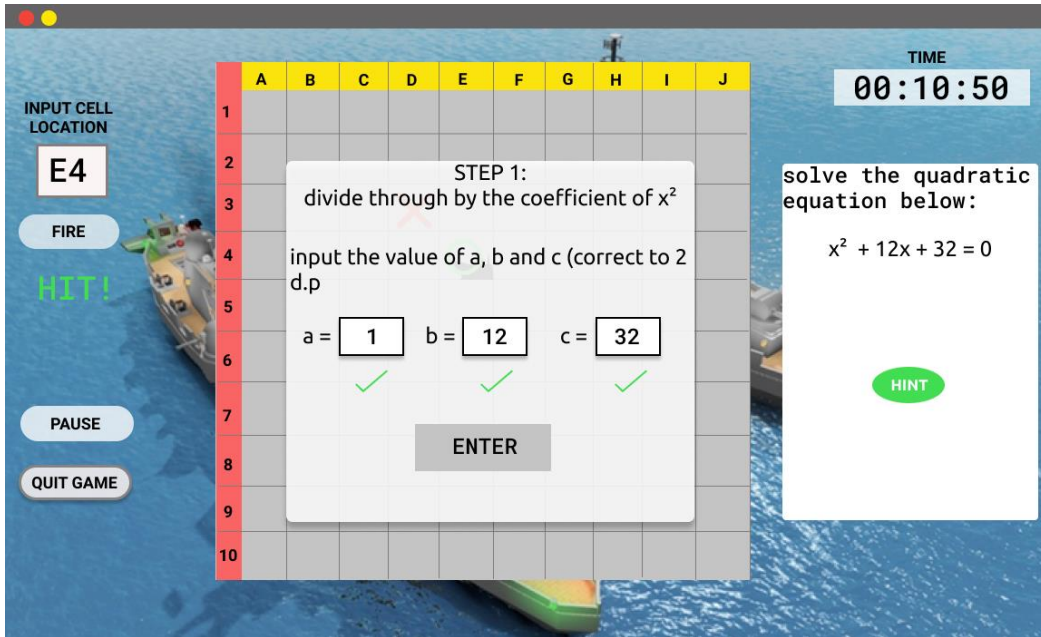 TIME
00:10:50
INPUT CELL
LOCATION
E4
FIRE
HIT!
PAUSE
QUIT GAME
A B C D E F G H I J
1
2
3
4
5
6
7
8
9
10
STEP 1:
divide through by the coefficient of x²
input the value of a, b and c (correct to 2
d.p
a = 1 b = 12 c = 32
ENTER
solve the quadratic
equation below:
x² + 12x + 32 = 0
HINT